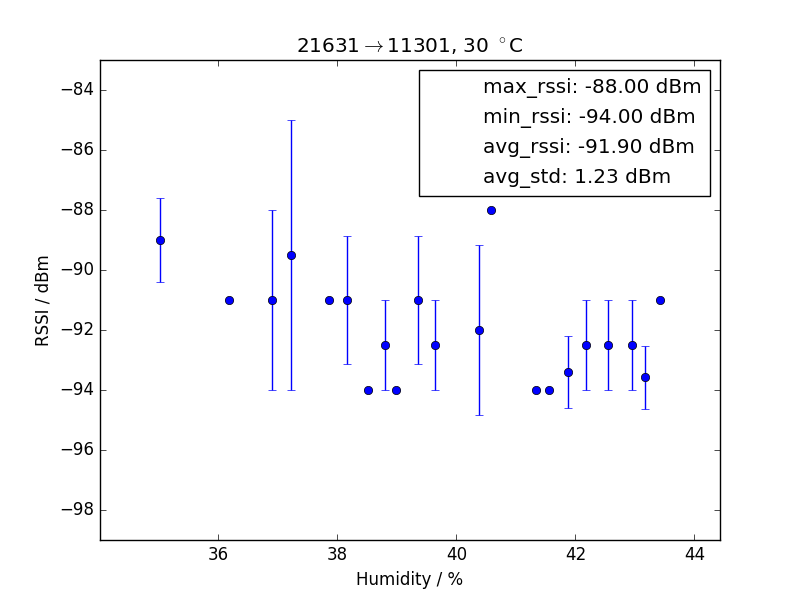 21631→11301, 30 °C
max_rssi: -88.00 dBm
min_rssi: -94.00 dBm
avg_rssi: -91.90 dBm
avg_std: 1.23 dBm
RSSI / dBm
−84
−86
−88
−90
−92
−94
−96
−98
36 38 40 42 44
Humidity / %